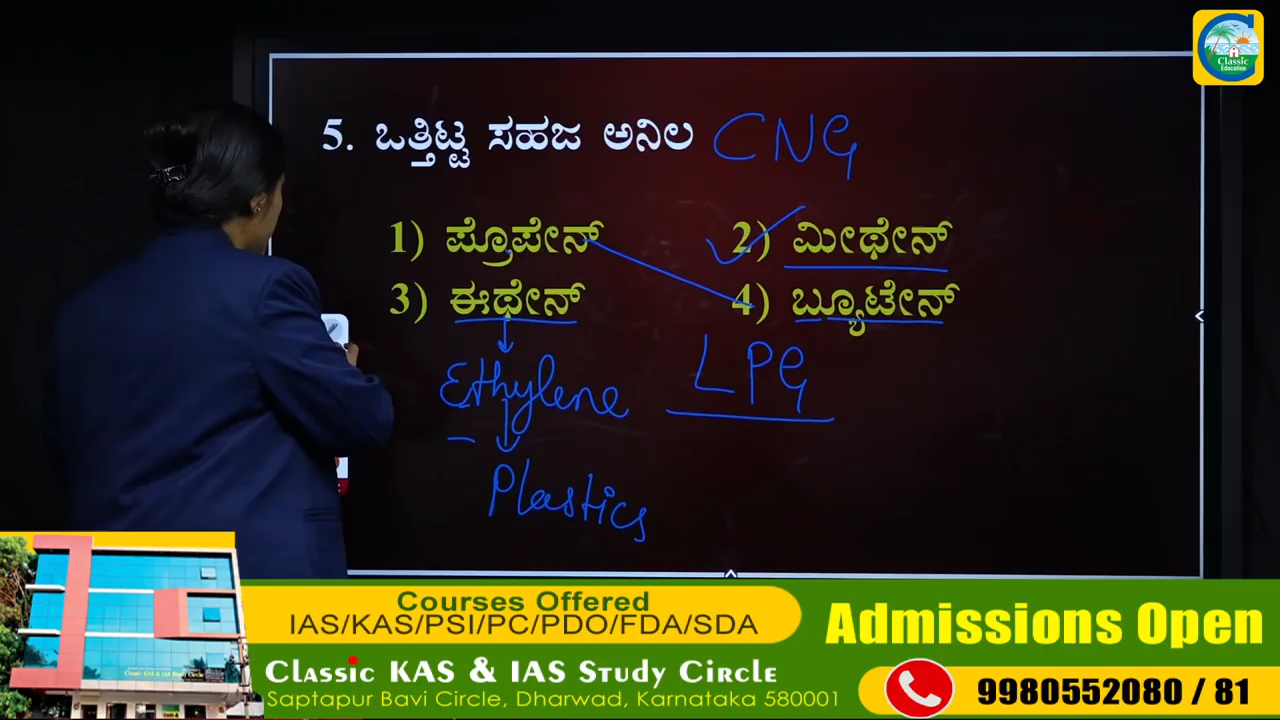 Classic
Education
5. ಒತ್ತಿಟ್ಟ ಸಹಜ ಅನಿಲ CNG
1) ಪ್ರೊಪೇನ್ 2) ಮೀಥೇನ್
3) ಈಥೇನ್ 4) ಬ್ಯೂಟೇನ್
Ethylene LPG
Plastics
Courses Offered
IAS/KAS/PSI/PC/PDO/FDA/SDA
Admissions Open
Classic KAS & IAS Study Circle
Saptapur Bavi Circle, Dharwad, Karnataka 580001
9980552080 / 81